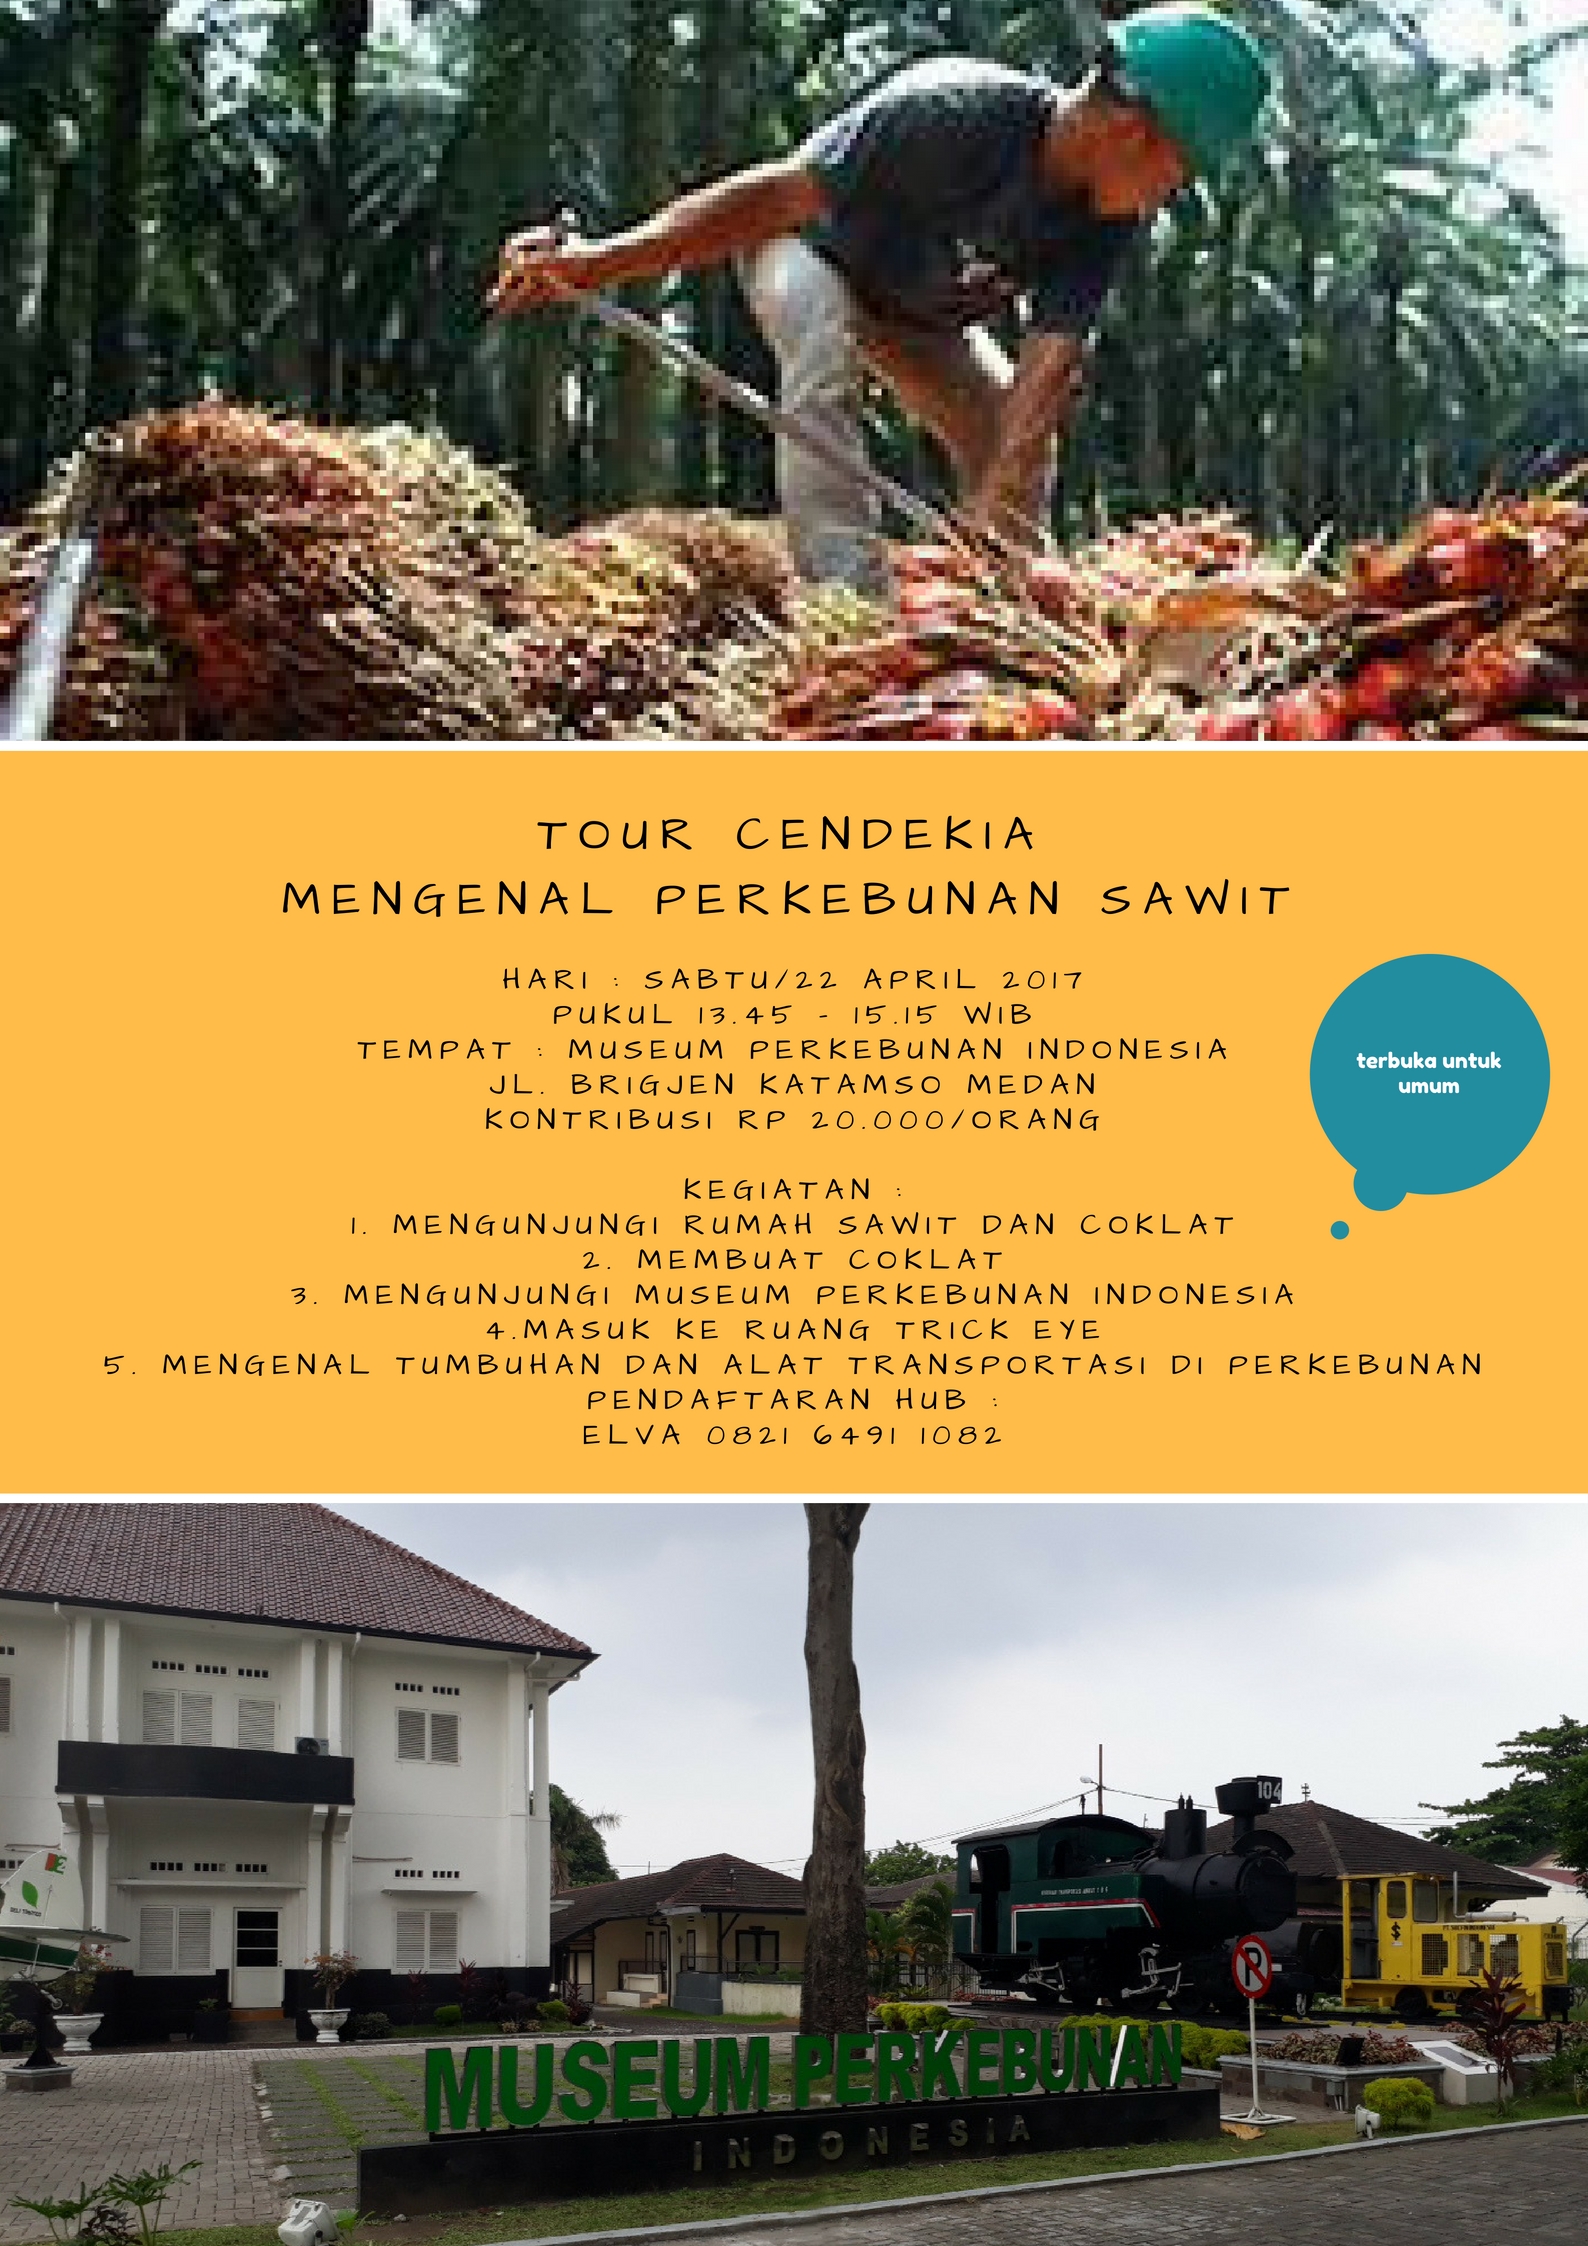 TOUR CENDEKIA
MENGENAL PERKEBUNAN SAWIT
HARI : SABTU/22 APRIL 2017
PUKUL 13.45 - 15.15 WIB
TEMPAT : MUSEUM PERKEBUNAN INDONESIA
JL. BRIGJEN KATAMSO MEDAN
KONTRIBUSI RP 20.000/ORANG
terbuka untuk
umum
KEGIATAN :
1. MENGUNJUNGI RUMAH SAWIT DAN COKLAT
2. MEMBUAT COKLAT
3. MENGUNJUNGI MUSEUM PERKEBUNAN INDONESIA
4.MASUK KE RUANG TRICK EYE
5. MENGENAL TUMBUHAN DAN ALAT TRANSPORTASI DI PERKEBUNAN
PENDAFTARAN HUB :
ELVA 0821 6491 1082
104
MUSEUM PERKEBUNAN
INDONESIA